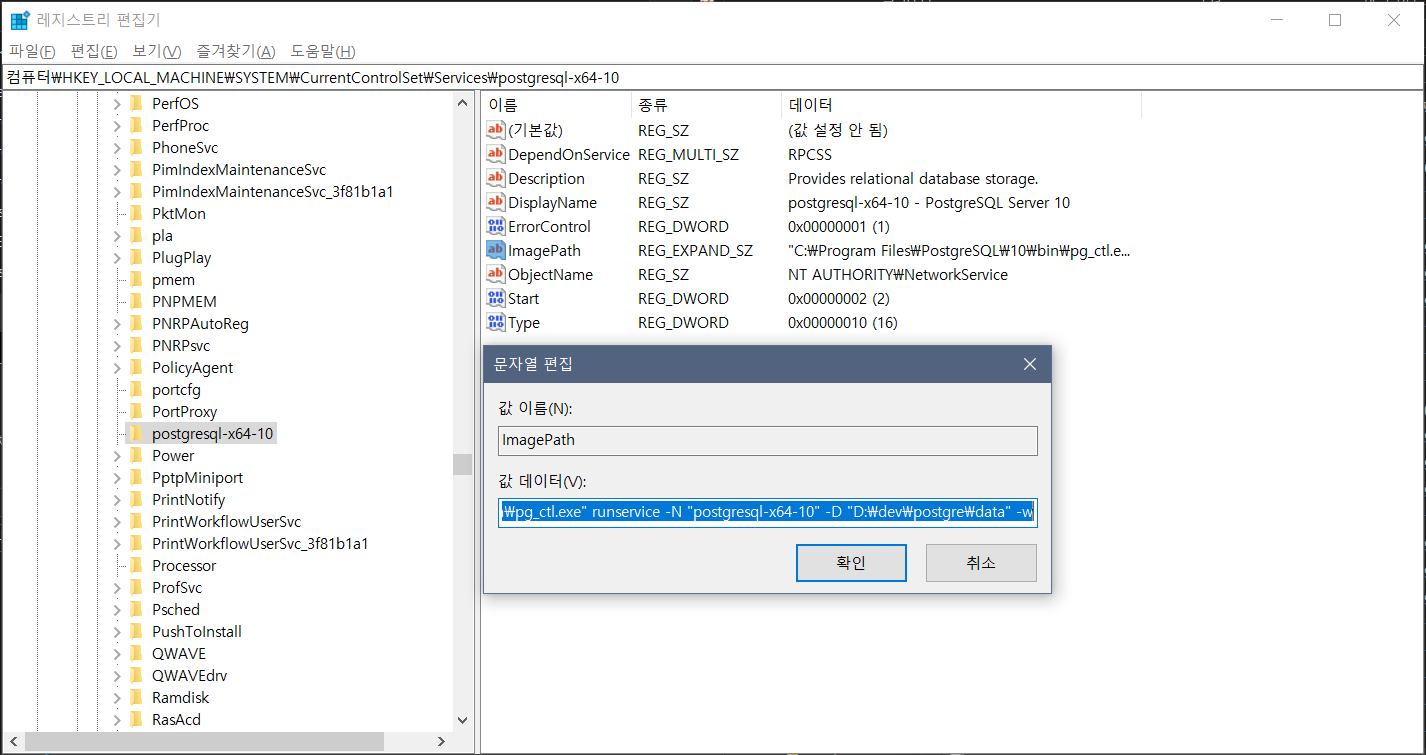 레지스트리 편집기
파일(F) 편집(E) 보기(V) 즐겨찾기(A) 도움말(H)
컴퓨터₩HKEY_LOCAL_MACHINE₩SYSTEM₩CurrentControlSet₩Services₩postgresql-x64-10
PerfOS
PerfProc
PhoneSvc
PimIndexMaintenanceSvc
PimIndexMaintenanceSvc_3f81b1a1
PktMon
pla
PlugPlay
pmem
PNPMEM
PNRPAutoReg
PNRPsvc
PolicyAgent
portcfg
PortProxy
postgresql-x64-10
Power
PptpMiniport
PrintNotify
PrintWorkflowUserSvc
PrintWorkflowUserSvc_3f81b1a1
Processor
ProfSvc
Psched
PushToInstall
QWAVE
QWAVEdrv
Ramdisk
RasAcd
이름 종류 데이터
(기본값) REG_SZ (값 설정 안 됨)
DependOnService REG_MULTI_SZ RPCSS
Description REG_SZ Provides relational database storage.
DisplayName REG_SZ postgresql-x64-10 - PostgreSQL Server 10
ErrorControl REG_DWORD 0x00000001 (1)
ImagePath REG_EXPAND_SZ "C:₩Program Files₩PostgreSQL₩10₩bin₩pg_ctl.e...
ObjectName REG_SZ NT AUTHORITY₩NetworkService
Start REG_DWORD 0x00000002 (2)
Type REG_DWORD 0x00000010 (16)
문자열 편집
값 이름(N):
ImagePath
값 데이터(V):
₩pg_ctl.exe" runservice -N "postgresql-x64-10" -D "D:₩dev₩postgre₩data" -w
확인 취소